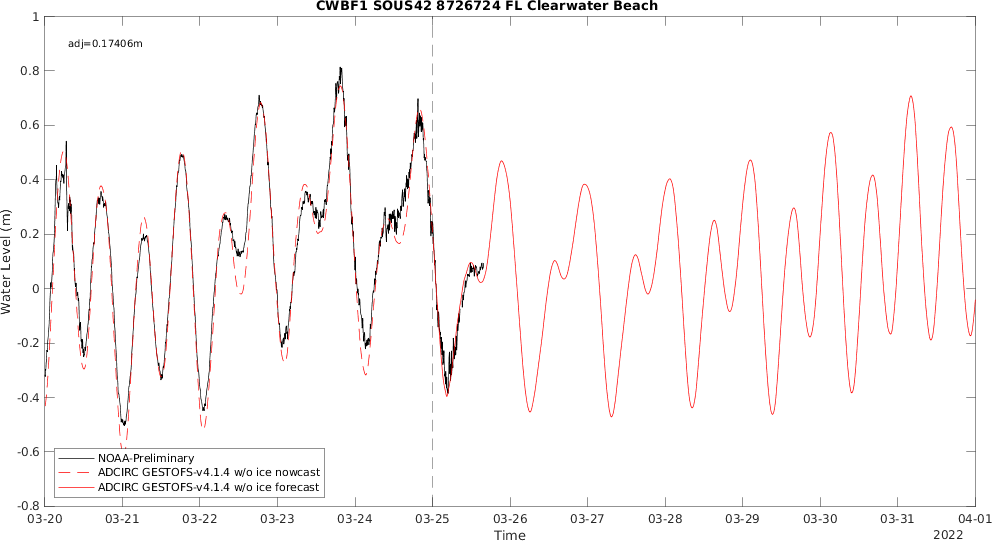 CWBF1 SOUS42 8726724 FL Clearwater Beach
adj=0.17406m
1
0.8
0.6
0.4
0.2
0
-0.2
-0.4
-0.6
-0.8
Water Level (m)
NOAA-Preliminary
ADCIRC GESTOFS-v4.1.4 w/o ice nowcast
ADCIRC GESTOFS-v4.1.4 w/o ice forecast
03-20 03-21 03-22 03-23 03-24 03-25 03-26 03-27 03-28 03-29 03-30 03-31 04-01
Time
2022